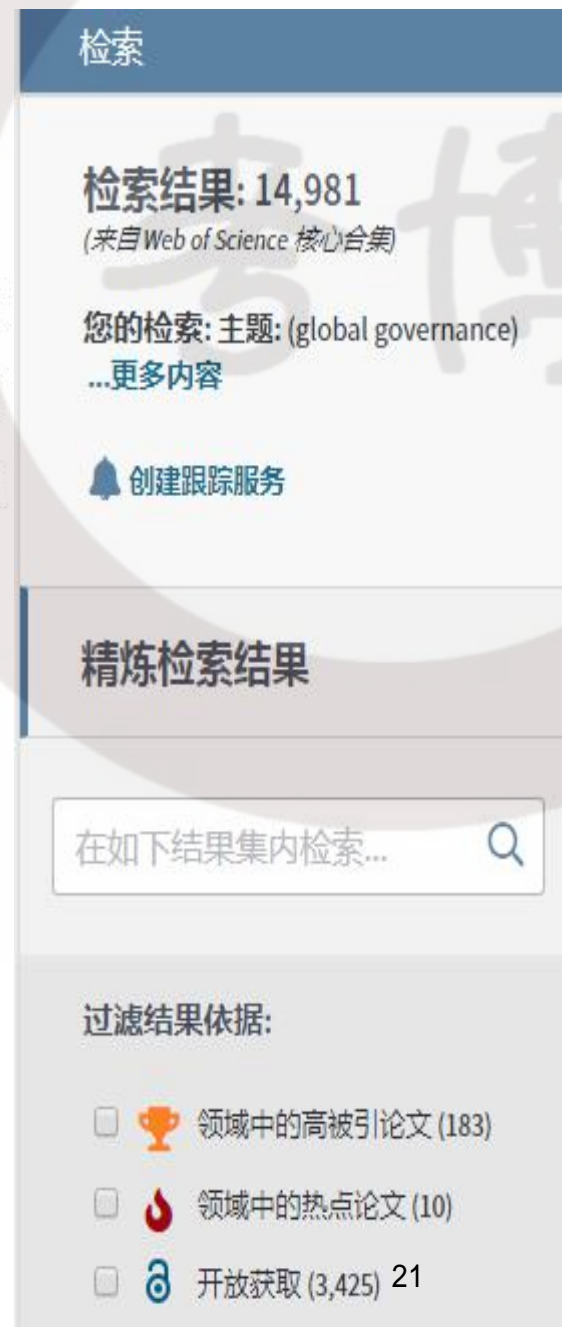 检索
检索结果: 14,981
(来自 Web of Science 核心合集)
您的检索: 主题: (global governance)
...更多内容
创建跟踪服务
精炼检索结果
在如下结果集内检索...
过滤结果依据:
领域中的高被引论文 (183)
领域中的热点论文 (10)
开放获取 (3,425) 21
考博